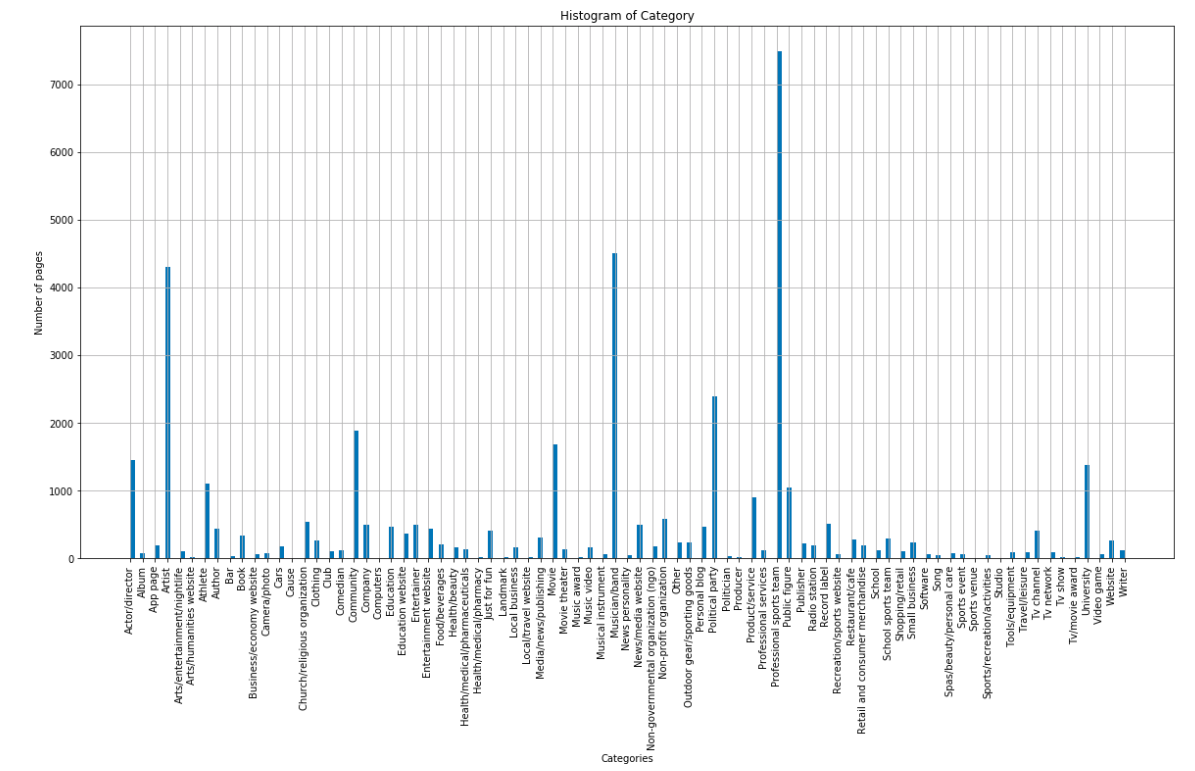 Histogram of Category
7000
6000
5000
4000
3000
2000
1000
0
Number of pages
Actor/director
Album
App page
Artist
Arts/entertainment/nightlife
Arts/humanities website
Athlete
Author
Bar
Book
Business/economy website
Camera/photo
Cars
Cause
Church/religious organization
Clothing
Club
Comedian
Community
Company
Computers
Education
Education website
Entertainer
Entertainment website
Food/beverages
Health/beauty
Health/medical/pharmaceuticals
Health/medical/pharmacy
Just for fun
Landmark
Local business
Local/travel website
Media/news/publishing
Movie
Movie theater
Music award
Music video
Musical instrument
Musician/band
News personality
News/media website
Non-governmental organization (ngo)
Non-profit organization
Other
Outdoor gear/sporting goods
Personal blog
Political party
Politician
Producer
Product/service
Professional services
Professional sports team
Public figure
Publisher
Radio station
Record label
Recreation/sports website
Restaurant/cafe
Retail and consumer merchandise
School
School sports team
Shopping/retail
Small business
Software
Song
Spas/beauty/personal care
Sports event
Sports venue
Sports/recreation/activities
Studio
Tools/equipment
Travel/leisure
Tv channel
Tv network
Tv show
Tv/movie award
University
Video game
Website
Writer
Categories